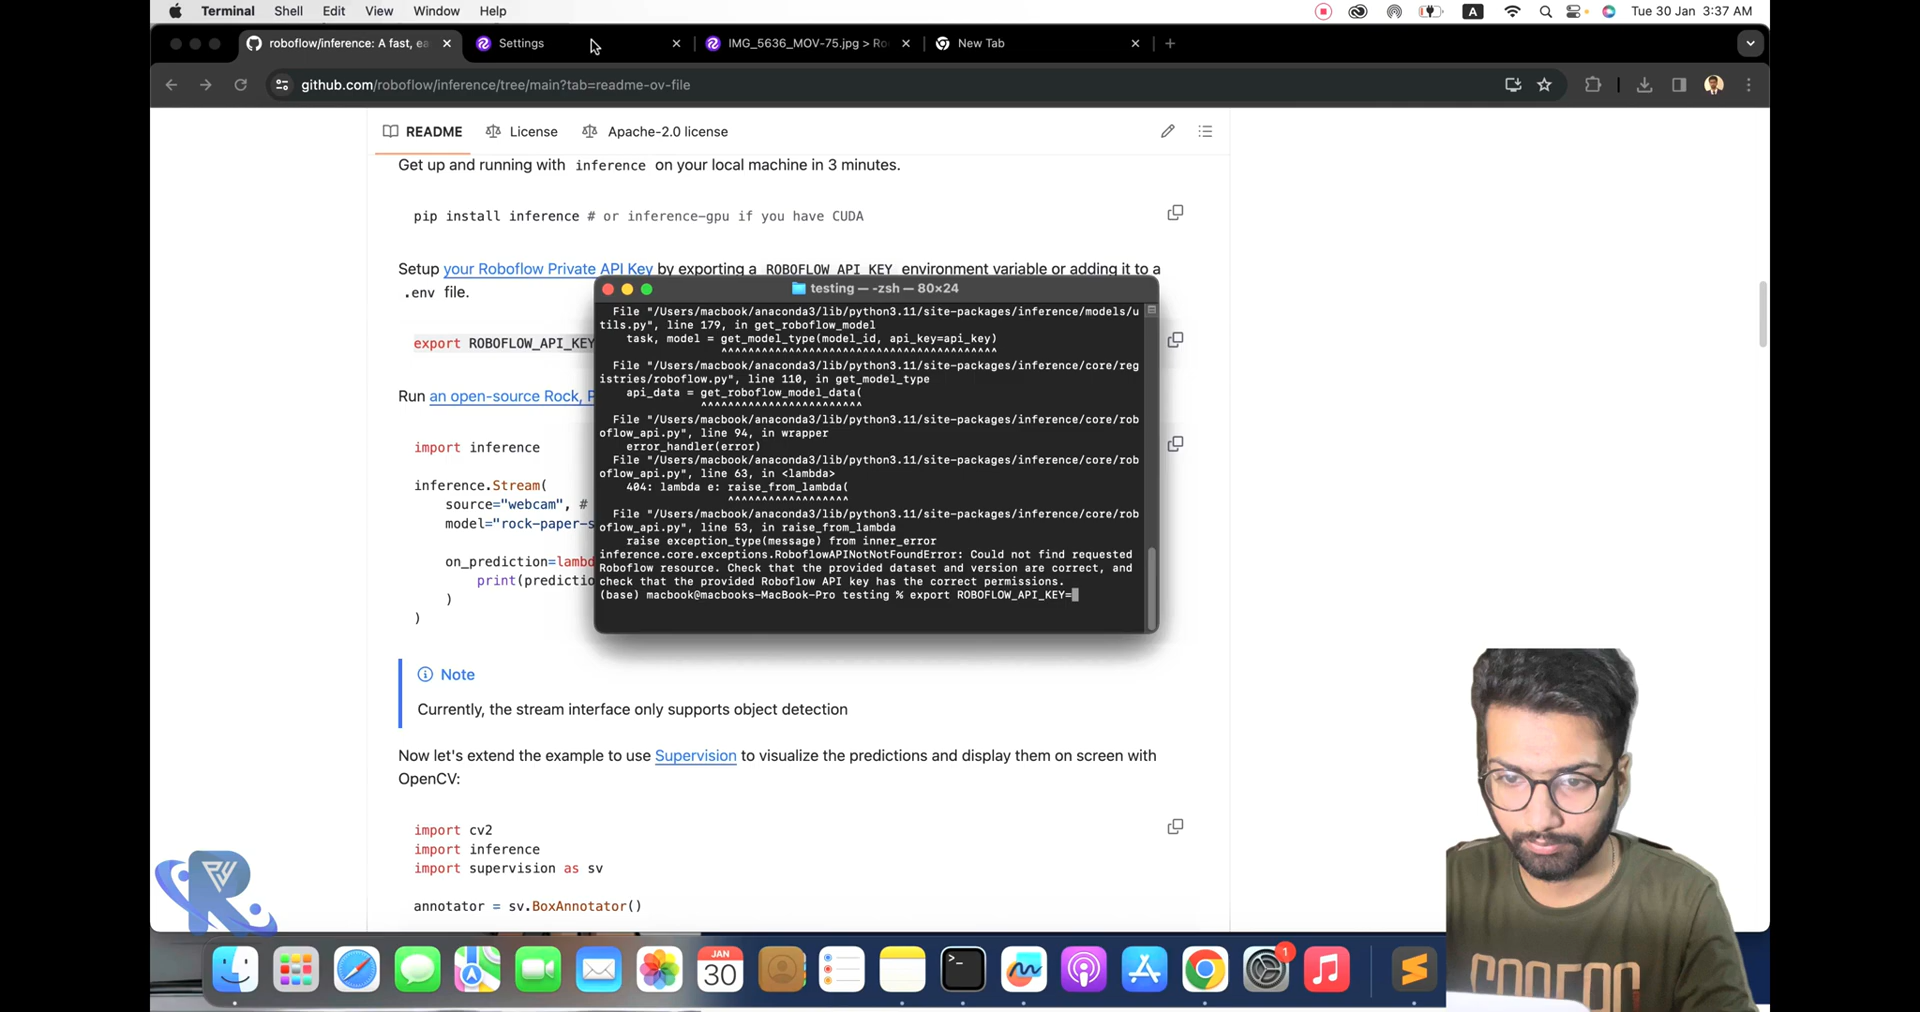 Terminal Shell Edit View Window Help A Tue 30 Jan 3:37 AM
roboflow/inference: A fast, ea Settings IMG_5636_MOV-75.jpg > Ro New Tab
github.com/roboflow/inference/tree/main?tab=readme-ov-file
README License Apache-2.0 license
Get up and running with inference on your local machine in 3 minutes.
pip install inference # or inference-gpu if you have CUDA
Setup your Roboflow Private API Key by exporting a ROBOFLOW_API_KEY environment variable or adding it to a
.env file.
export ROBOFLOW_API_KEY
Run an open-source Rock, P
import inference
inference.Stream(
source="webcam", #
model="rock-paper-s
on_prediction=lambd
print(predictio
)
)
testing — -zsh — 80×24
File "/Users/macbook/anaconda3/lib/python3.11/site-packages/inference/models/u
tils.py", line 179, in get_roboflow_model
task, model = get_model_type(model_id, api_key=api_key)
^^^^^^^^^^^^^^^^^^^^^^^^^^^^^^^^^^^^^^^^^
File "/Users/macbook/anaconda3/lib/python3.11/site-packages/inference/core/reg
istries/roboflow.py", line 110, in get_model_type
api_data = get_roboflow_model_data(
^^^^^^^^^^^^^^^^^^^^^^^^
File "/Users/macbook/anaconda3/lib/python3.11/site-packages/inference/core/rob
oflow_api.py", line 94, in wrapper
error_handler(error)
File "/Users/macbook/anaconda3/lib/python3.11/site-packages/inference/core/rob
oflow_api.py", line 63, in <lambda>
404: lambda e: raise_from_lambda(
^^^^^^^^^^^^^^^^^^
File "/Users/macbook/anaconda3/lib/python3.11/site-packages/inference/core/rob
oflow_api.py", line 53, in raise_from_lambda
raise exception_type(message) from inner_error
inference.core.exceptions.RoboflowAPINotNotFoundError: Could not find requested
Roboflow resource. Check that the provided dataset and version are correct, and
check that the provided Roboflow API key has the correct permissions.
(base) macbook@macbooks-MacBook-Pro testing % export ROBOFLOW_API_KEY=
Note
Currently, the stream interface only supports object detection
Now let's extend the example to use Supervision to visualize the predictions and display them on screen with
OpenCV:
import cv2
import inference
import supervision as sv
annotator = sv.BoxAnnotator()
JAN
30
1